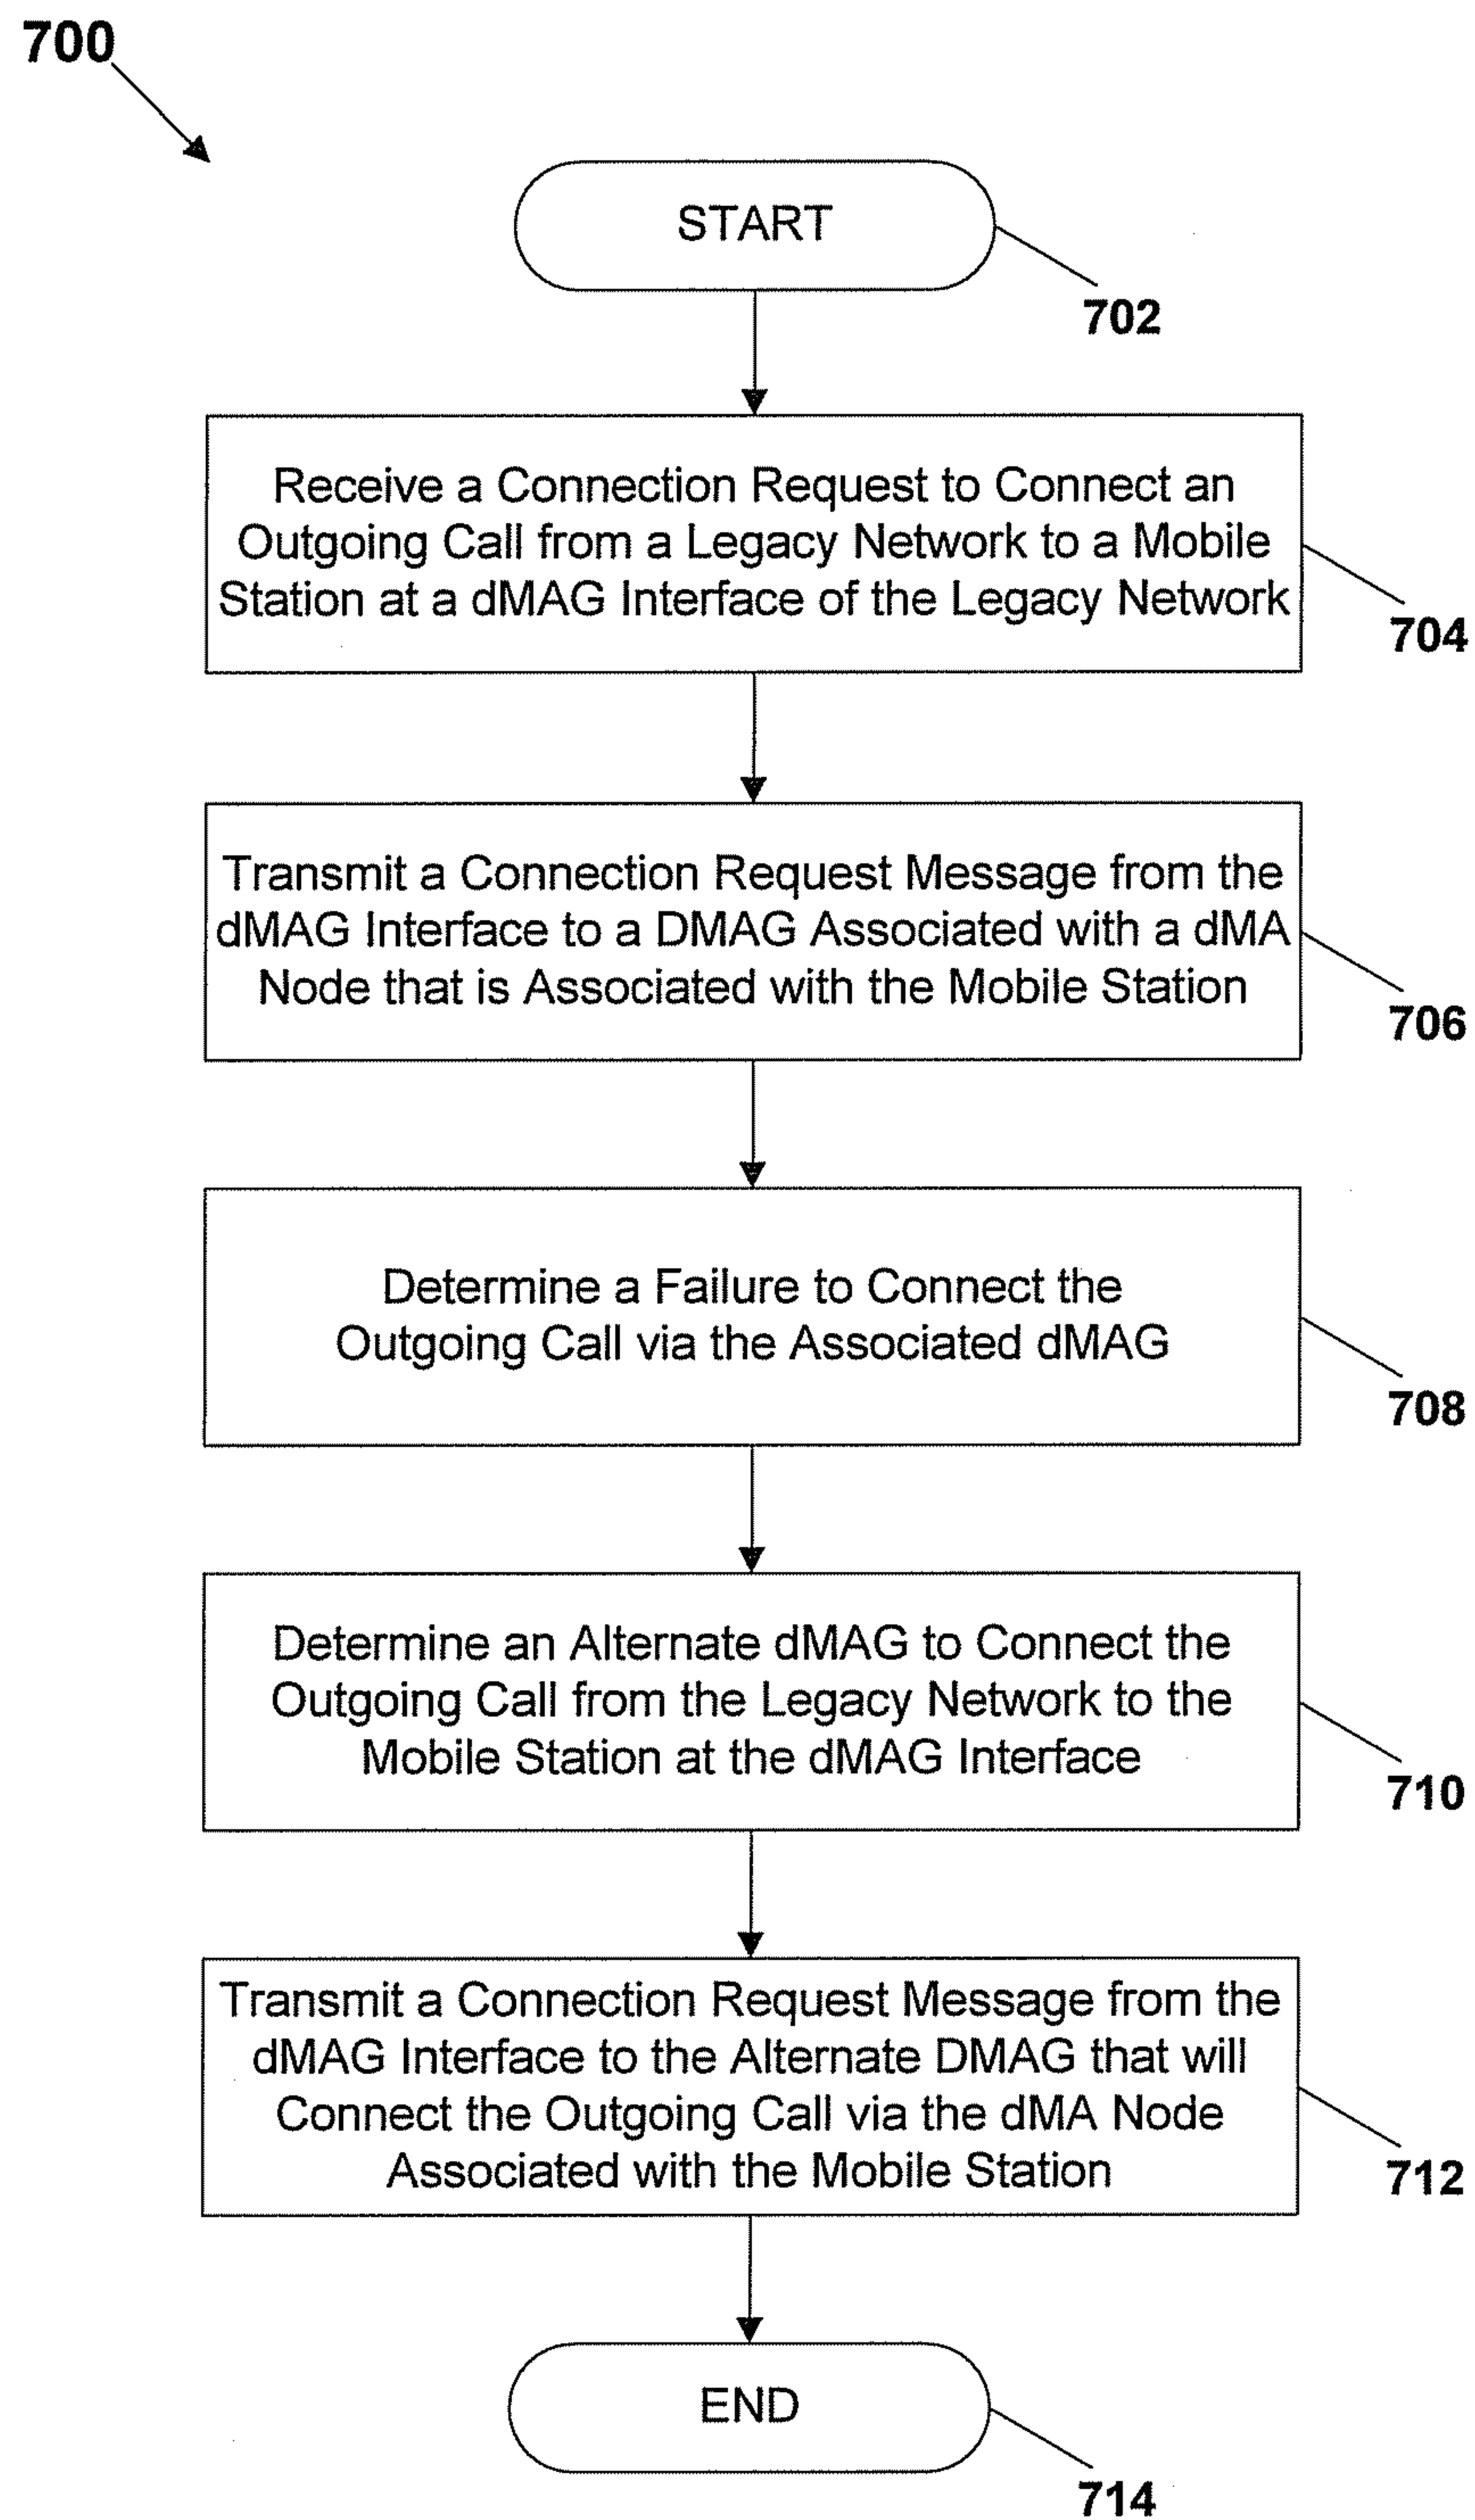 700
START
702
Receive a Connection Request to Connect an
Outgoing Call from a Legacy Network to a Mobile
Station at a dMAG Interface of the Legacy Network
704
Transmit a Connection Request Message from the
dMAG Interface to a DMAG Associated with a dMA
Node that is Associated with the Mobile Station
706
Determine a Failure to Connect the
Outgoing Call via the Associated dMAG
708
Determine an Alternate dMAG to Connect the
Outgoing Call from the Legacy Network to the
Mobile Station at the dMAG Interface
710
Transmit a Connection Request Message from the
dMAG Interface to the Alternate DMAG that will
Connect the Outgoing Call via the dMA Node
Associated with the Mobile Station
712
END
714